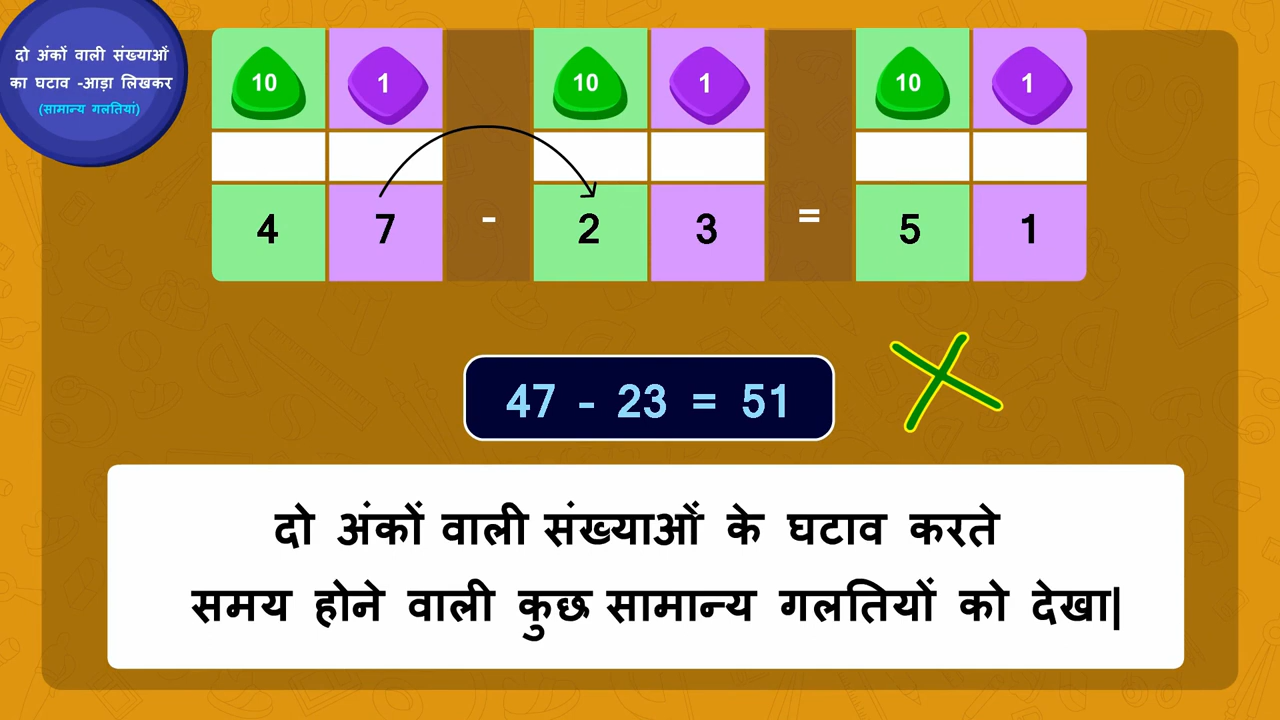 दो अंकों वाली संख्याओं
का घटाव -आड़ा लिखकर
(सामान्य गलतियां)
10 1 10 1 10 1
4 7 - 2 3 = 5 1
47 - 23 = 51
दो अंकों वाली संख्याओं के घटाव करते
समय होने वाली कुछ सामान्य गलतियों को देखा|